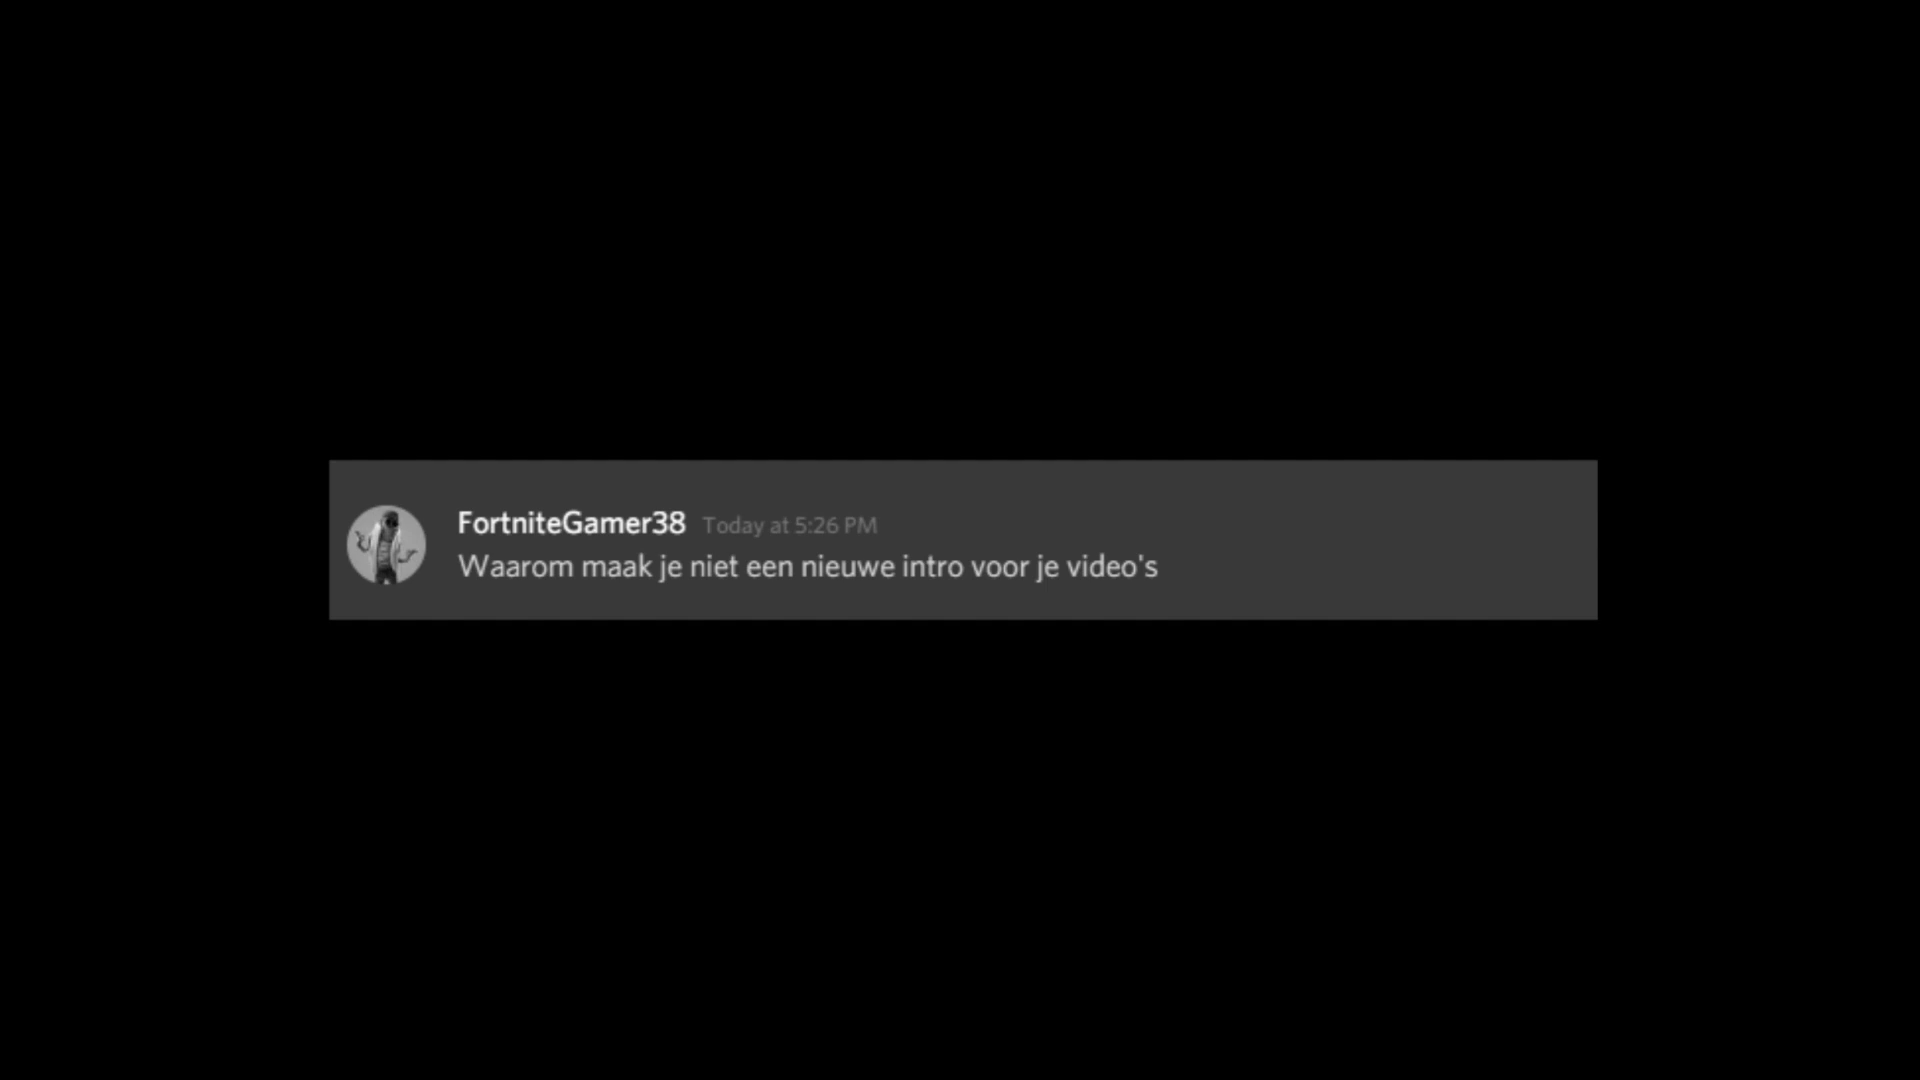 FortniteGamer38 Today at 5:26 PM
Waarom maak je niet een nieuwe intro voor je video's